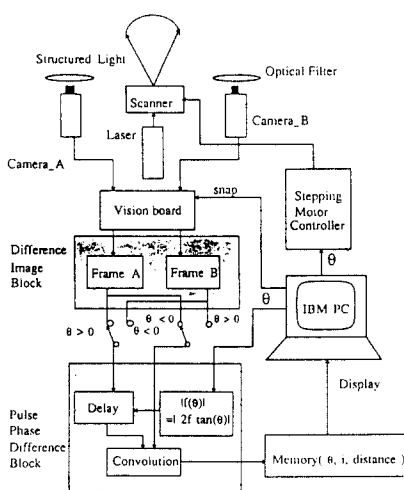 Structured Light
Optical Filter
Scanner
Camera_B
Laser
Camera_A
snap
Vision board
Stepping
Motor
Controller
Difference
Image
Block
Frame A
Frame B
θ
θ
IBM PC
θ > 0
θ < 0
θ < 0
θ > 0
Display
Pulse
Phase
Difference
Block
Delay
|f(θ)|
=| 2f tan(θ)|
Convolution
Memory( θ, i, distance )